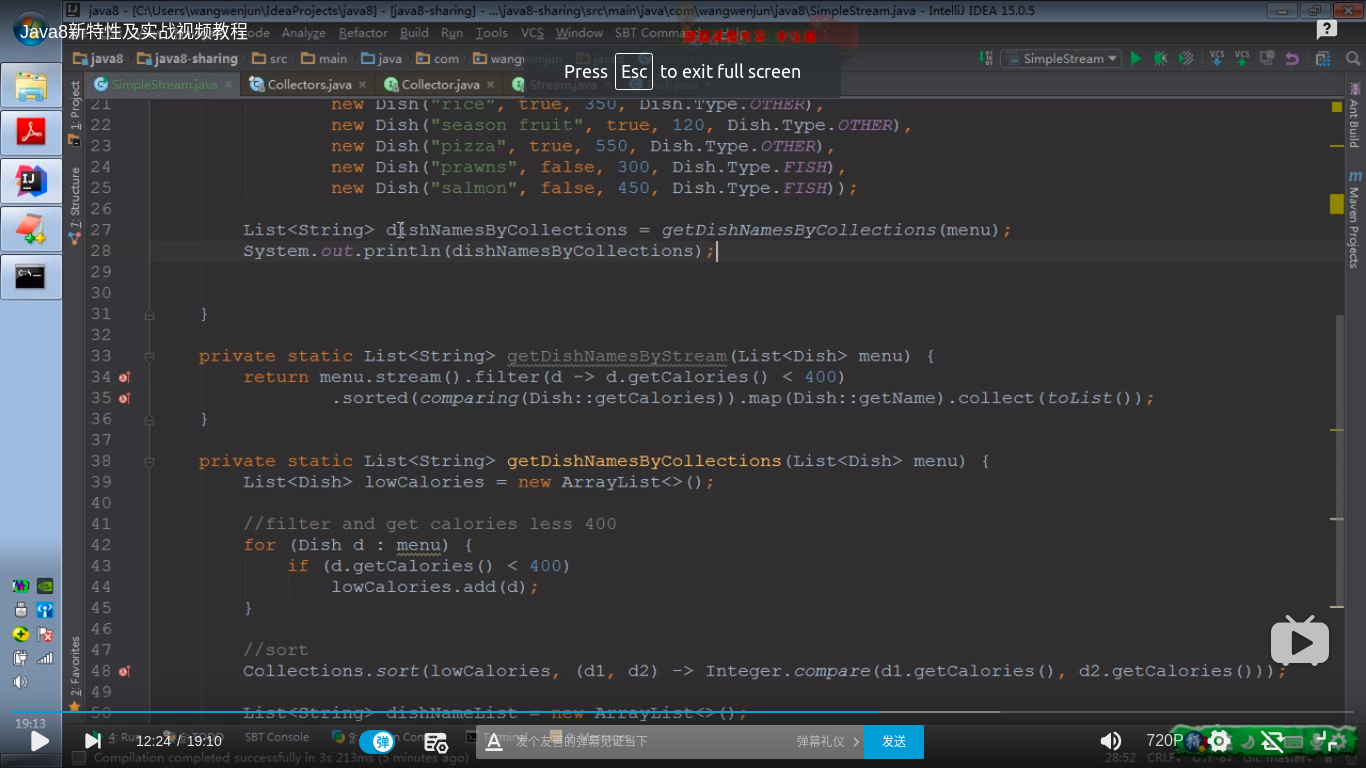 java8 - [C:\Users\wangwenjun\IdeaProjects\java8] - [java8-sharing] - ...\java8-sharing\src\main\java\com\wangwenjun\java8\SimpleStream.java - IntelliJ IDEA 15.0.5
Java8新特性及实战视频教程
ode Analyze Refactor Build Run Tools VCS Window SBT Comma Help
java8 java8-sharing src main java com wangwe
SimpleStream
VCS VCS
Press Esc to exit full screen
SimpleStream.java Collectors.java Collector.java Stream.java
21 new Dish("rice", true, 350, Dish.Type.OTHER),
22 new Dish("season fruit", true, 120, Dish.Type.OTHER),
23 new Dish("pizza", true, 550, Dish.Type.OTHER),
24 new Dish("prawns", false, 300, Dish.Type.FISH),
25 new Dish("salmon", false, 450, Dish.Type.FISH));
26
27 List<String> dishNamesByCollections = getDishNamesByCollections(menu);
28 System.out.println(dishNamesByCollections);
29
30
31 }
32
33 private static List<String> getDishNamesByStream(List<Dish> menu) {
34 return menu.stream().filter(d -> d.getCalories() < 400)
35 .sorted(comparing(Dish::getCalories)).map(Dish::getName).collect(toList());
36 }
37
38 private static List<String> getDishNamesByCollections(List<Dish> menu) {
39 List<Dish> lowCalories = new ArrayList<>();
40
41 //filter and get calories less 400
42 for (Dish d : menu) {
43 if (d.getCalories() < 400)
44 lowCalories.add(d);
45 }
46
47 //sort
48 Collections.sort(lowCalories, (d1, d2) -> Integer.compare(d1.getCalories(), d2.getCalories()));
49
50 List<String> dishNameList = new ArrayList<>();
1: Project
7: Structure
2: Favorites
Ant Build
Maven Projects
19:13
4: Run SBT Console Terminal
12:24 / 19:10
弹
发个友善的弹幕见证当下
弹幕礼仪 >
发送
720P
Compilation completed successfully in 3s 213ms (5 minutes ago)
28:52 CRLF UTF-8 Git: master